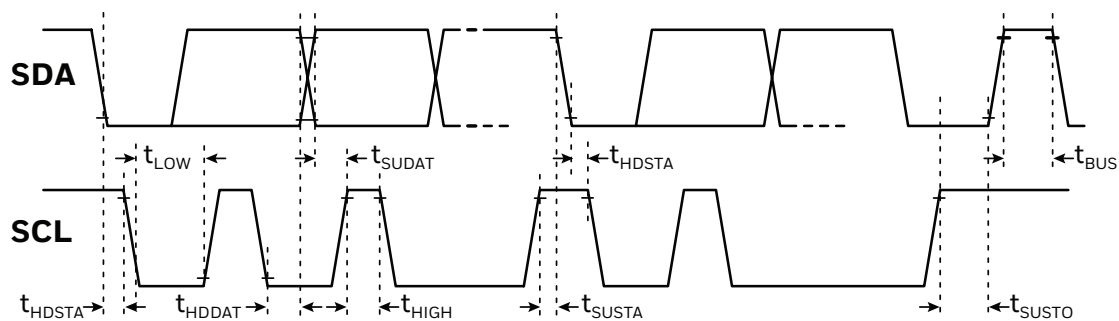 SDA
tLOW
tSUDAT
tHDSTA
tBUS
SCL
tHDSTA
tHDDAT
tHIGH
tSUSTA
tSUSTO